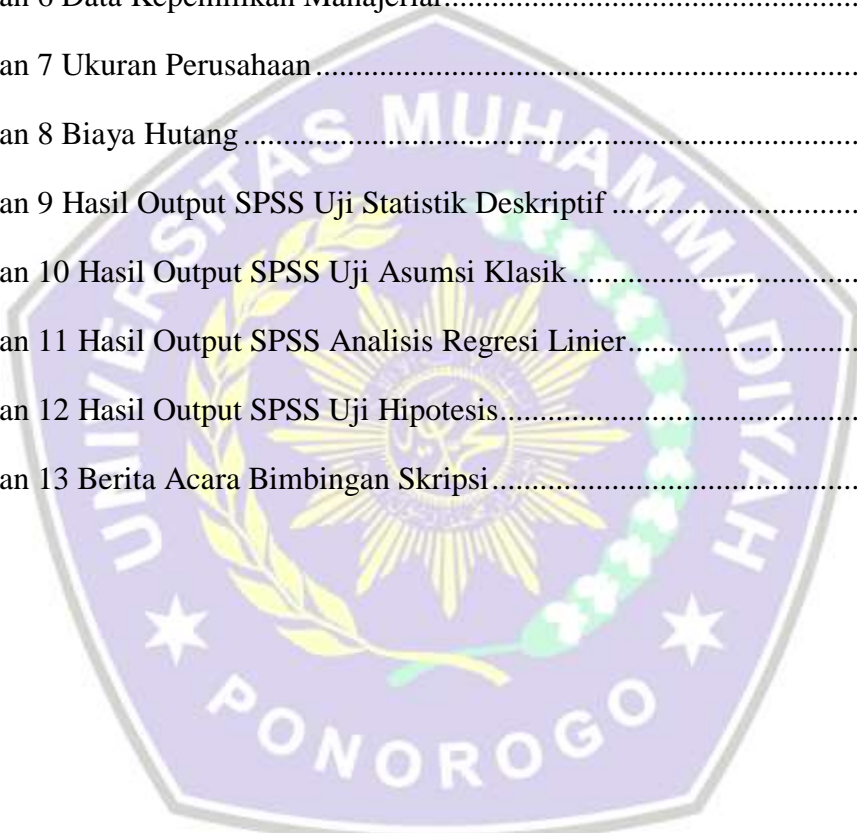 an 6 Data Kepemilikan Manajerial....................................................
an 7 Ukuran Perusahaan....................................................................
an 8 Biaya Hutang.............................................................................
an 9 Hasil Output SPSS Uji Statistik Deskriptif ...............................
an 10 Hasil Output SPSS Uji Asumsi Klasik....................................
an 11 Hasil Output SPSS Analisis Regresi Linier.............................
an 12 Hasil Output SPSS Uji Hipotesis.............................................
an 13 Berita Acara Bimbingan Skripsi..............................................
UNIVERSITAS MUHAMMADIYAH
PONOROGO